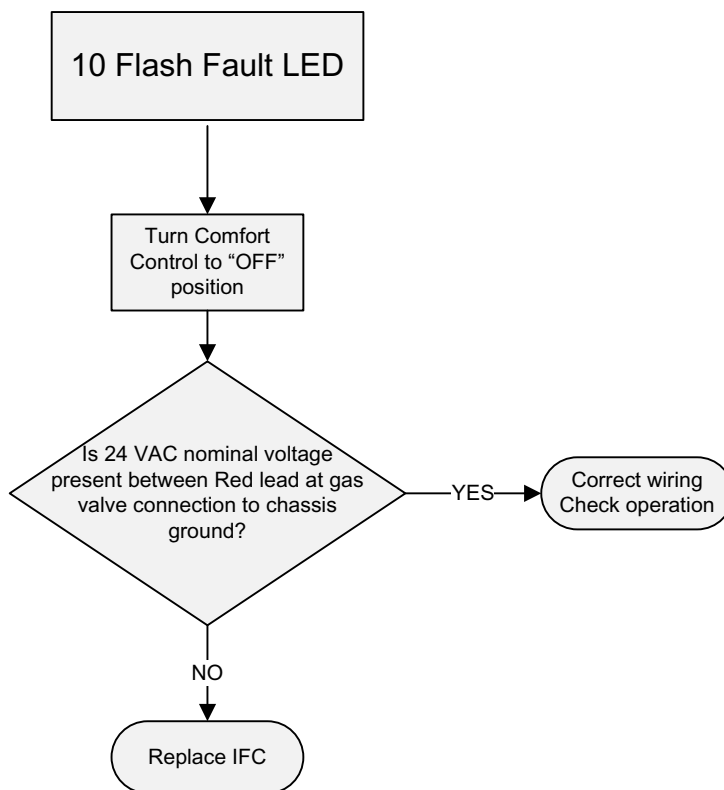 10 Flash Fault LED
Turn Comfort
Control to “OFF”
position
Is 24 VAC nominal voltage
present between Red lead at gas
valve connection to chassis
ground?
YES
Correct wiring
Check operation
NO
Replace IFC